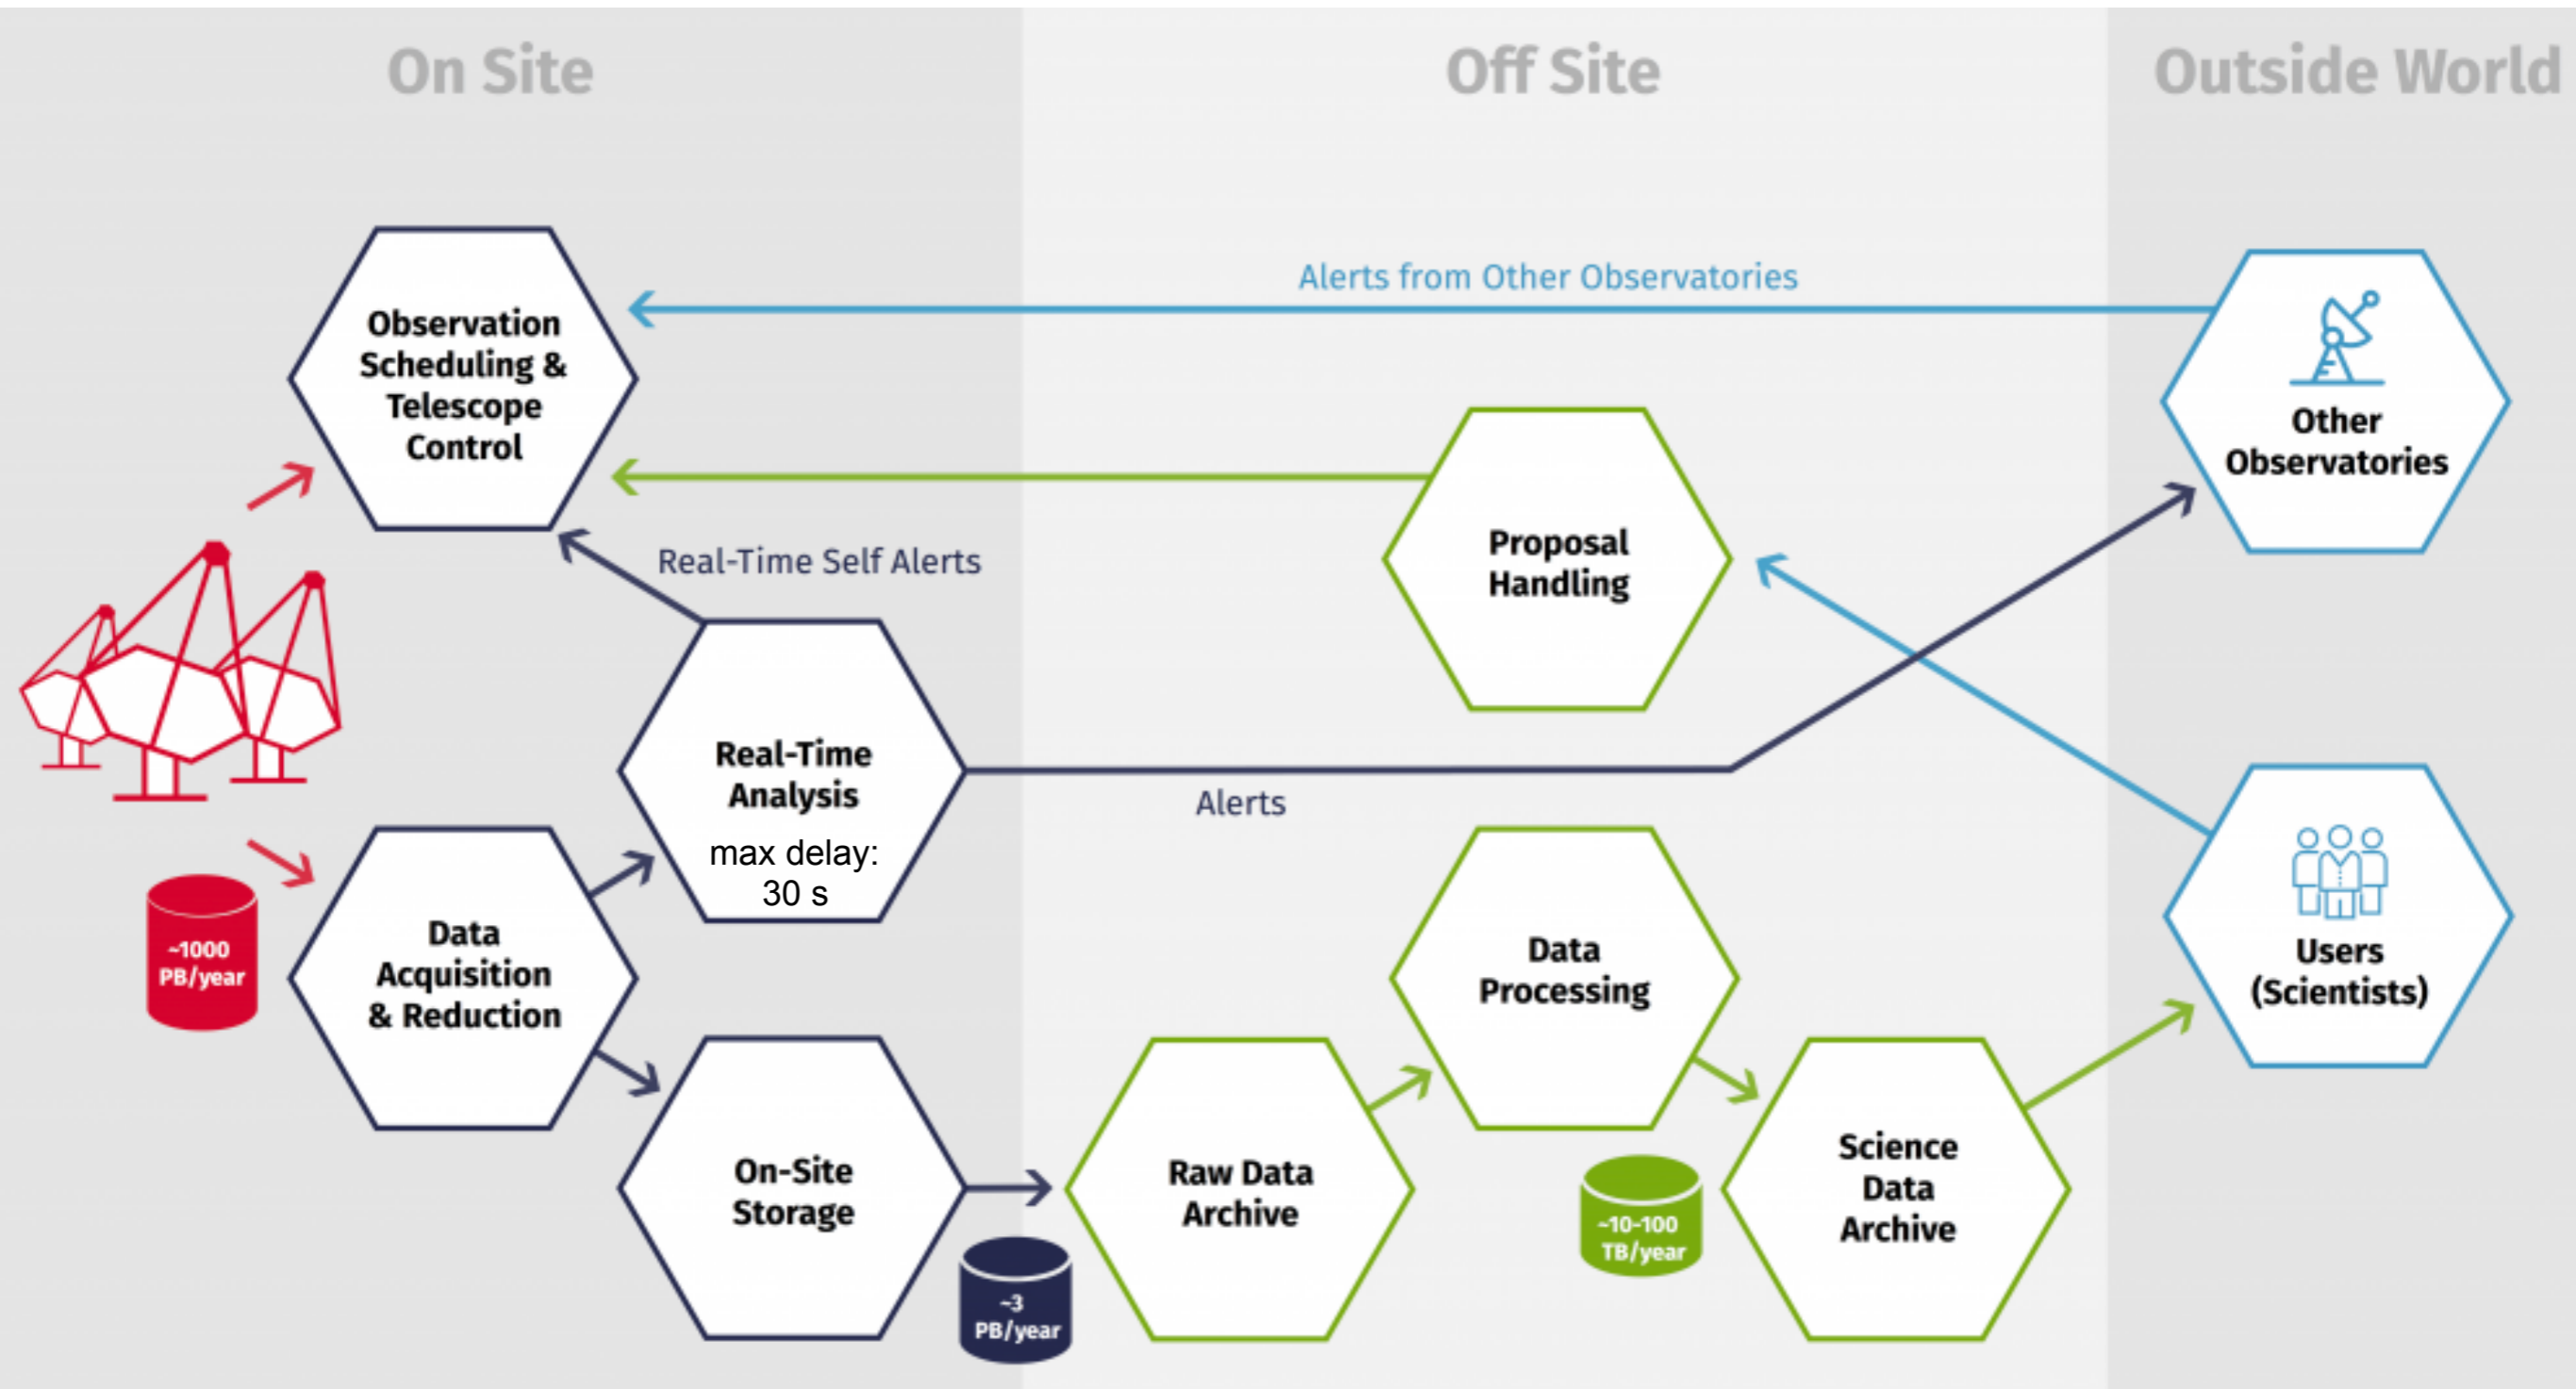 On Site
Off Site
Outside World
Alerts from Other Observatories
Observation
Scheduling &
Telescope
Control
Other
Observatories
Proposal
Handling
Real-Time Self Alerts
Real-Time
Analysis
max delay:
30 s
Alerts
Data
Acquisition
& Reduction
~1000
PB/year
Data
Processing
Users
(Scientists)
On-Site
Storage
~3
PB/year
Raw Data
Archive
~10-100
TB/year
Science
Data
Archive